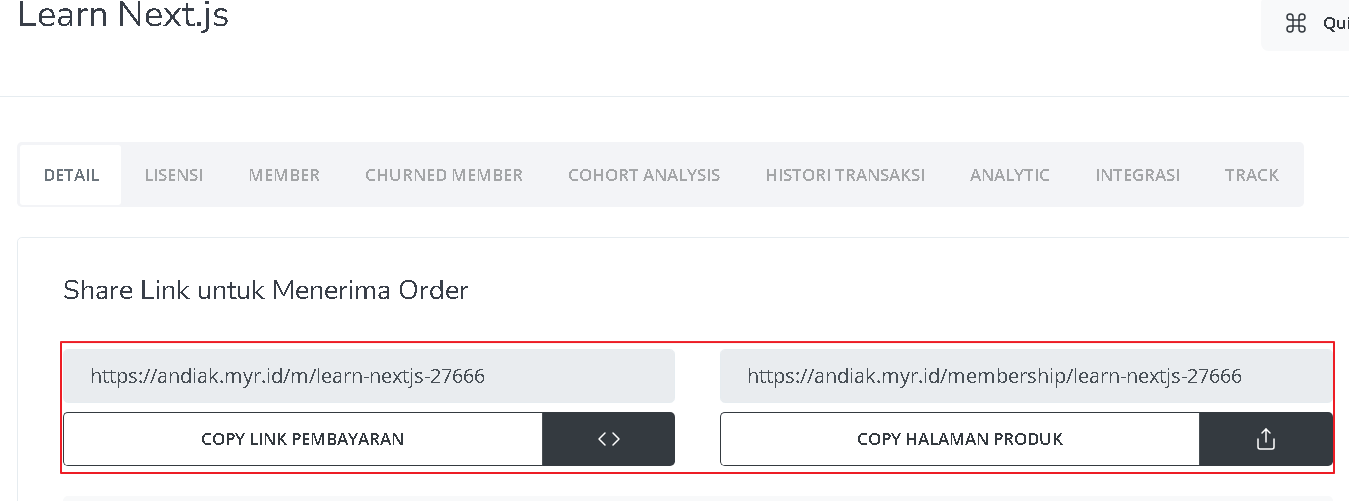 Learn Next.js
⌘ Qui
DETAIL LISENSI MEMBER CHURNED MEMBER COHORT ANALYSIS HISTORI TRANSAKSI ANALYTIC INTEGRASI TRACK
Share Link untuk Menerima Order
https://andiak.myr.id/m/learn-nextjs-27666 https://andiak.myr.id/membership/learn-nextjs-27666
COPY LINK PEMBAYARAN <> COPY HALAMAN PRODUK